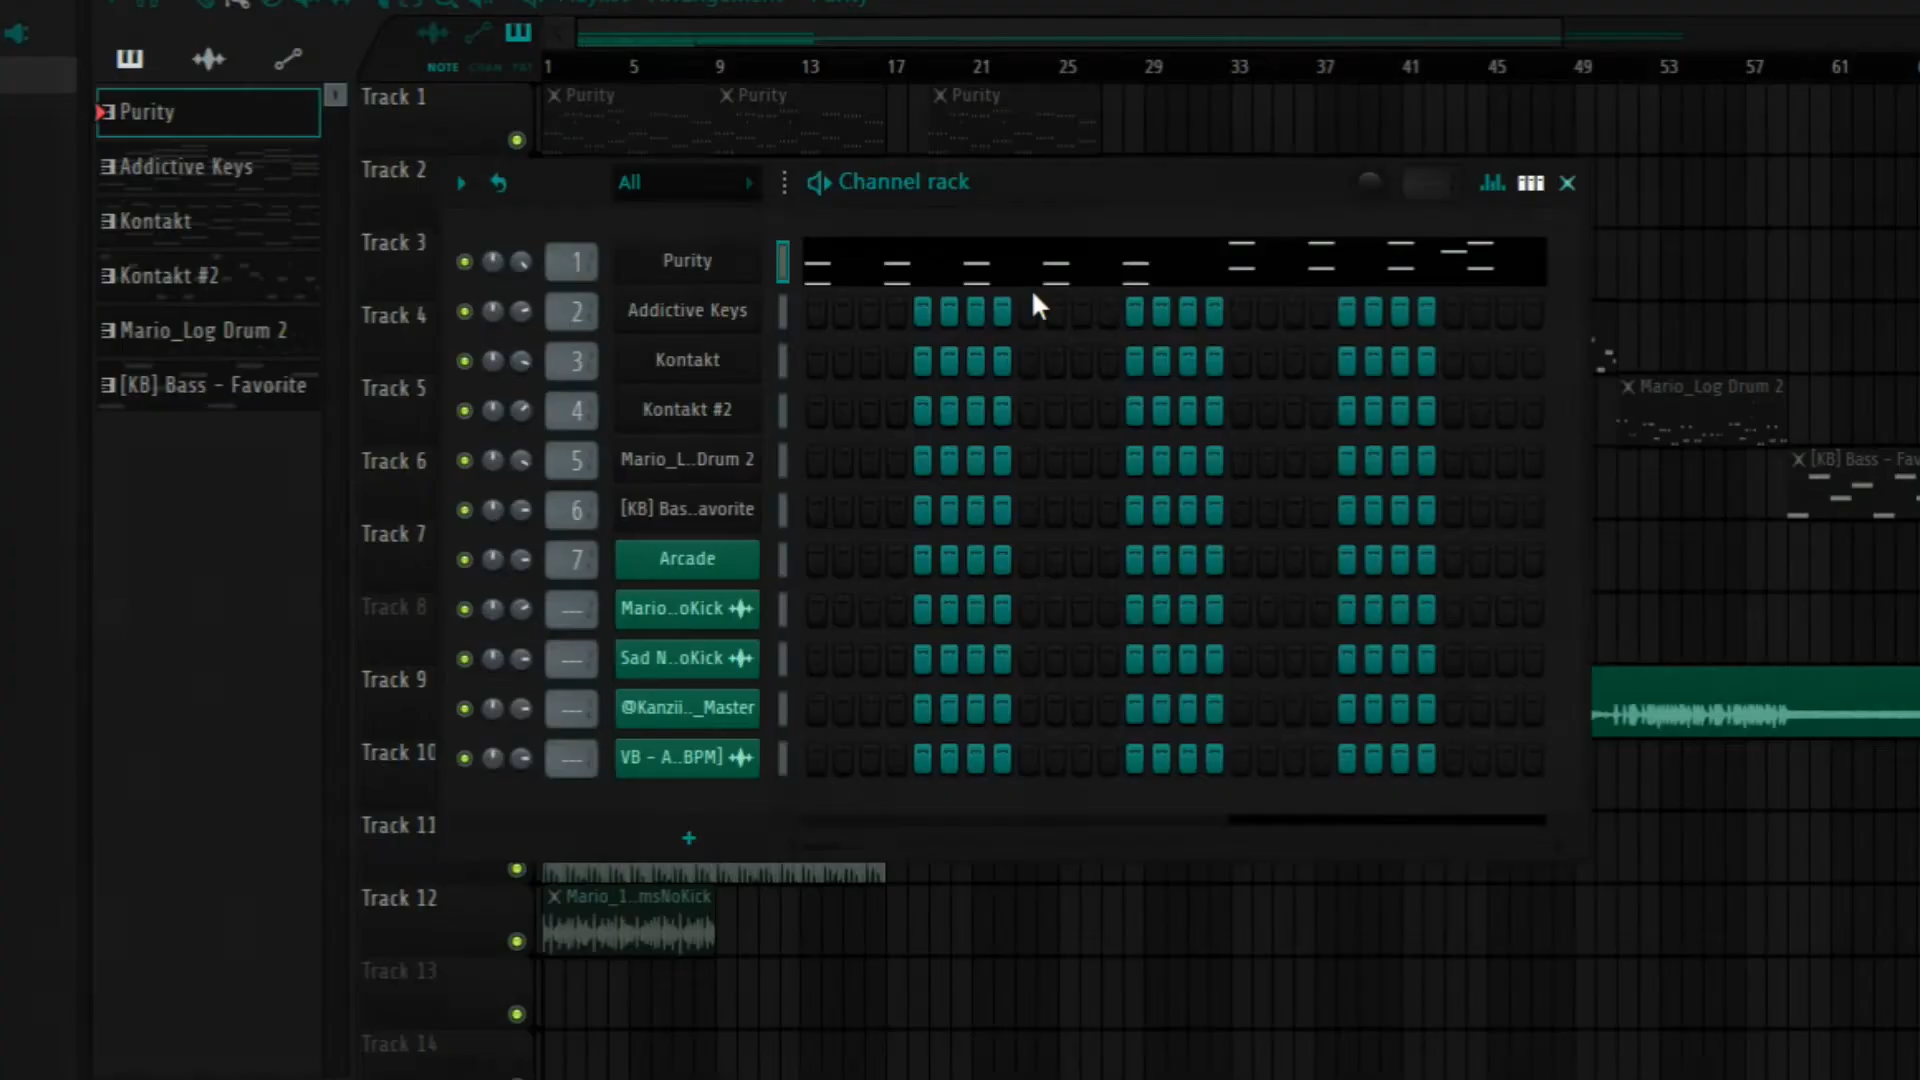 NOTE CHAN PAT
1 5 9 13 17 21 25 29 33 37 41 45 49 53 57 61
Purity
Addictive Keys
Kontakt
Kontakt #2
Mario_Log Drum 2
[KB] Bass - Favorite
Track 1
Purity Purity Purity
Track 2
Track 3
Track 4
Track 5
Track 6
Track 7
Track 8
Track 9
Track 10
Track 11
Track 12
Track 13
Track 14
All Channel rack
1 Purity
2 Addictive Keys
3 Kontakt
4 Kontakt #2
5 Mario_L..Drum 2
6 [KB] Bas..avorite
7 Arcade
--- Mario..oKick
--- Sad N..oKick
--- @Kanzii.._Master
--- VB - A..BPM]
+
Mario_Log Drum 2
[KB] Bass - Fav
Mario_1..msNoKick